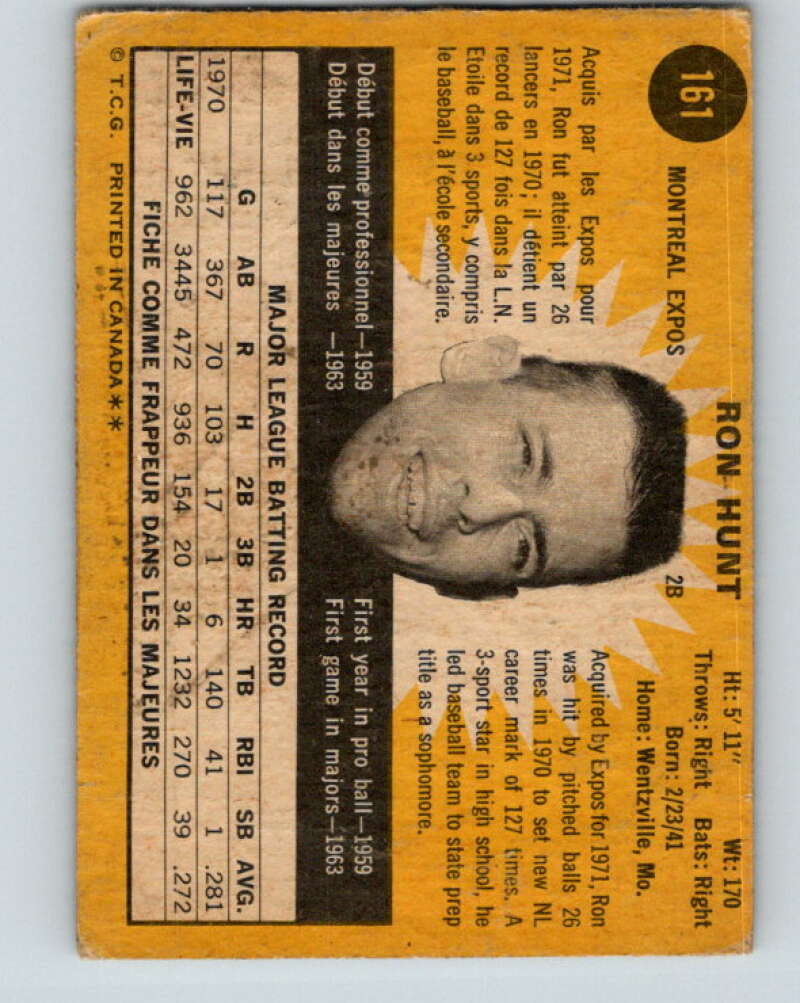 161
RON HUNT
MONTREAL EXPOS
2B
Ht: 5' 11" Wt: 170
Throws: Right Bats: Right
Born: 2/23/41
Home: Wentzville, Mo.
Acquis par les Expos pour
1971, Ron fut atteint par 26
lancers en 1970; il détient un
record de 127 fois dans la L.N.
Etoile dans 3 sports, y compris
le baseball, à l'école secondaire.
Acquired by Expos for 1971, Ron
was hit by pitched balls 26
times in 1970 to set new NL
career mark of 127 times. A
3-sport star in high school, he
led baseball team to state prep
title as a sophomore.
Début comme professionnel—1959
Début dans les majeures —1963
First year in pro ball—1959
First game in majors—1963
MAJOR LEAGUE BATTING RECORD
G AB R H 2B 3B HR TB RBI SB AVG.
1970 117 367 70 103 17 1 6 140 41 1 .281
LIFE-VIE 962 3445 472 936 154 20 34 1232 270 39 .272
FICHE COMME FRAPPEUR DANS LES MAJEURES
© T.C.G. PRINTED IN CANADA**